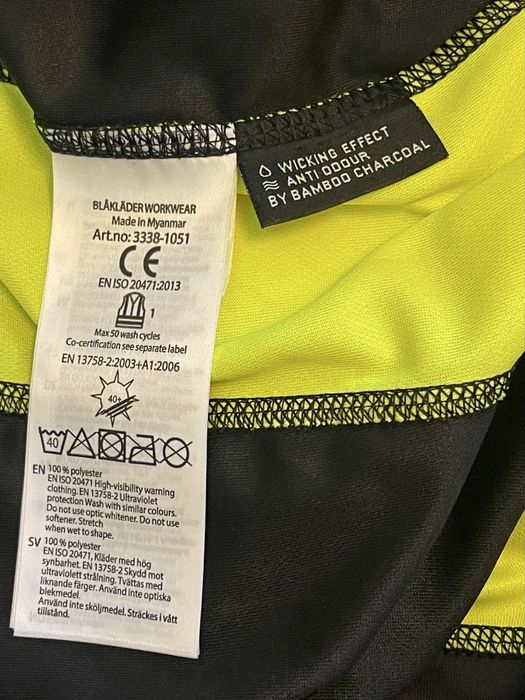 WICKING EFFECT
ANTI ODOUR
BY BAMBOO CHARCOAL
BLÅKLÄDER WORKWEAR
Made in Myanmar
Art.no: 3338-1051
CE
EN ISO 20471:2013
1
Max 50 wash cycles
Co-certification see separate label
EN 13758-2:2003+A1:2006
40+
40
EN 100 % polyester
EN ISO 20471 High-visibility warning
clothing. EN 13758-2 Ultraviolet
protection Wash with similar colours.
Do not use optic whitener. Do not use
softener. Stretch
when wet to shape.
SV 100 % polyester
EN ISO 20471, Kläder med hög
synbarhet. EN 13758-2 Skydd mot
ultraviolett strålning. Tvättas med
liknande färger. Använd inte optiska
blekmedel.
Använd inte sköljmedel. Sträckes i vått
tillstånd.